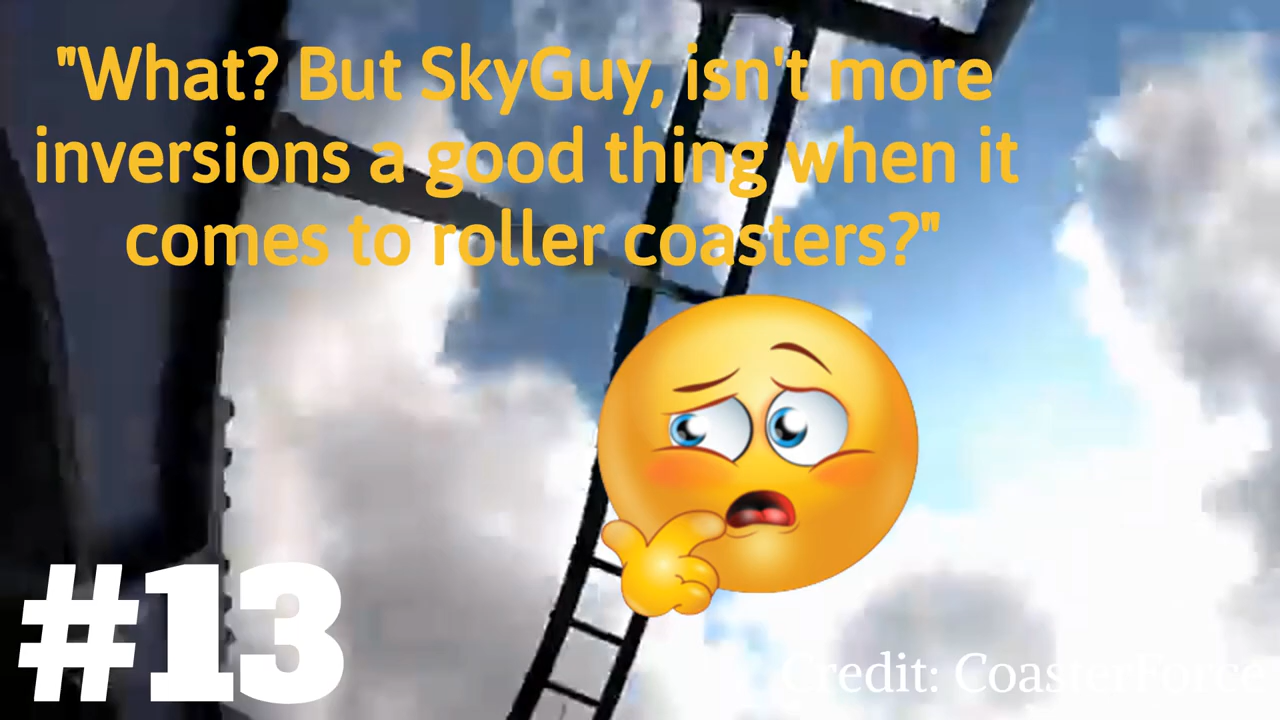 "What? But SkyGuy, isn't more
inversions a good thing when it
comes to roller coasters?"
#13
Credit: CoasterForce